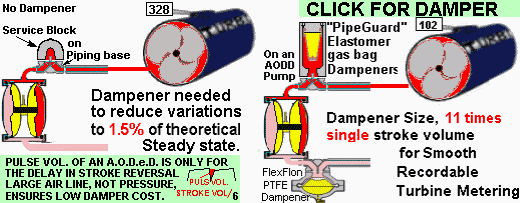 No Dampener
328
Service Block
on
Piping base
Dampener needed
to reduce variations
to 1.5% of theoretical
Steady state.
PULSE VOL. OF AN A.O.D.eD. IS ONLY FOR
THE DELAY IN STROKE REVERSAL
LARGE AIR LINE, NOT PRESSURE,
ENSURES LOW DAMPER COST.
PULS VOL.
STROKE VOL/6
CLICK FOR DAMPER
"PipeGuard"
Elastomer
gas bag
Dampeners
102
On an
AODD
Pump
Dampener Size, 11 times
single stroke volume
for Smooth
Recordable
Turbine Metering
FlexFlon
PTFE
Dampener